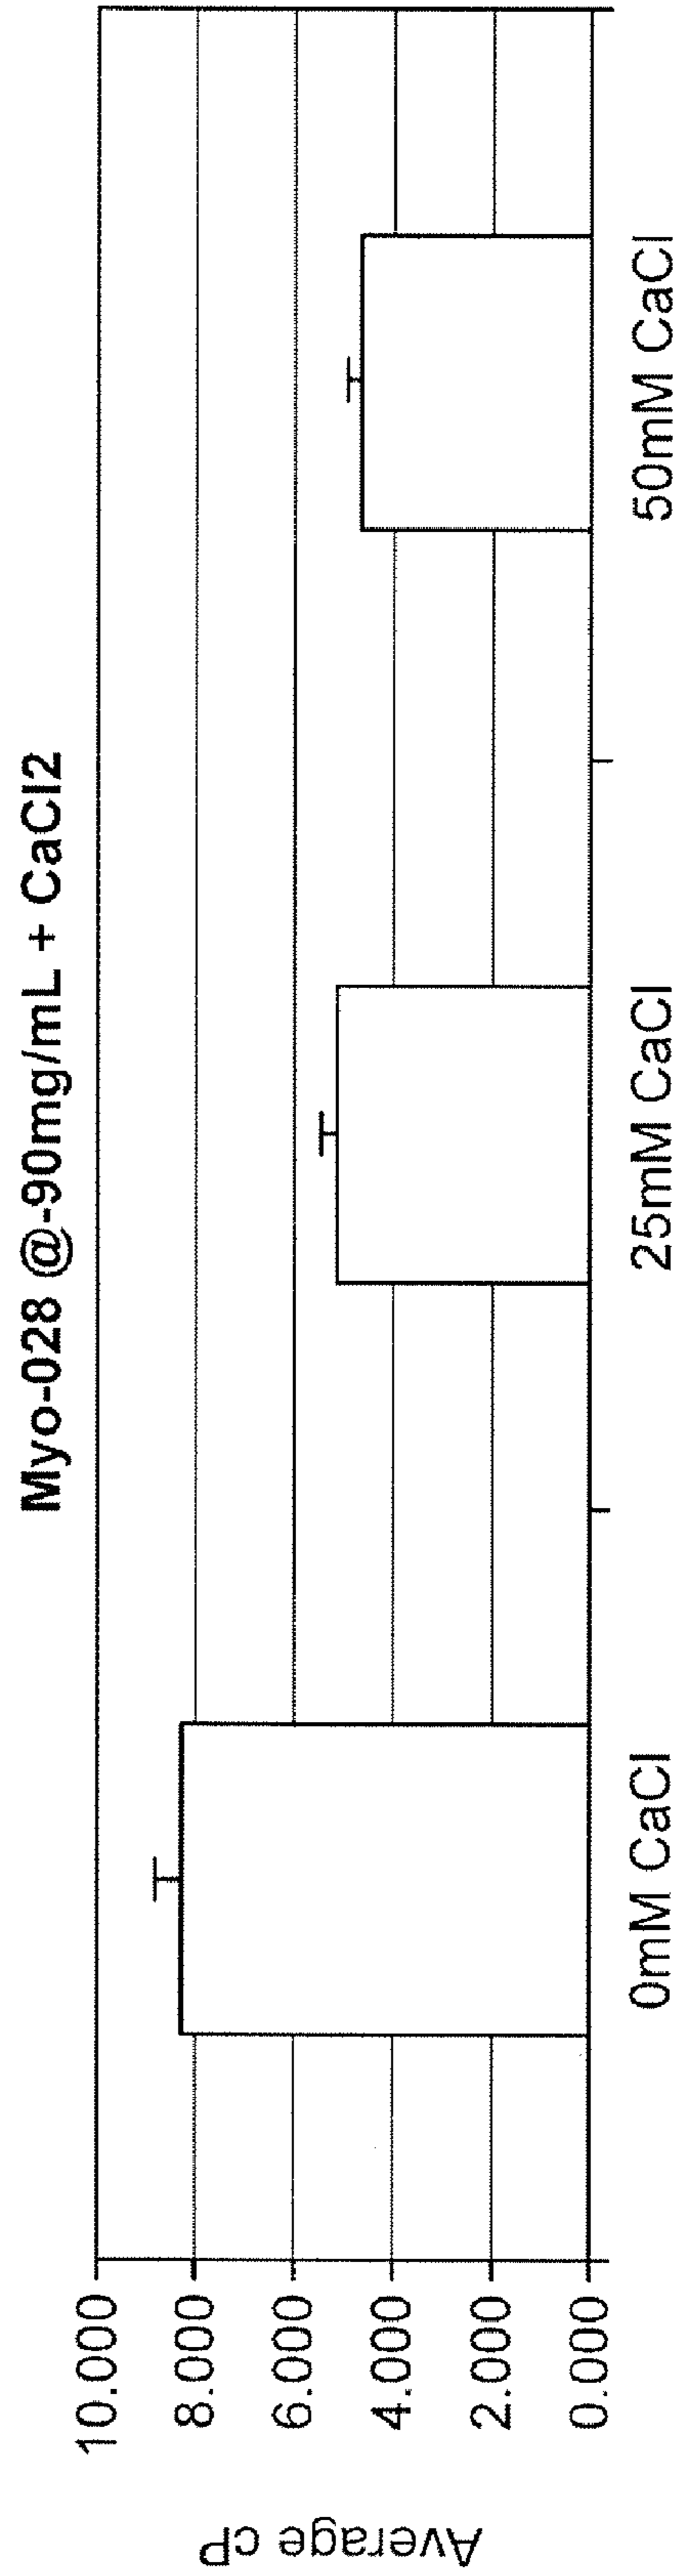 Myo-028 @-90mg/mL + CaCl2
10.000
8.000
6.000
4.000
2.000
0.000
Average cP
0mM CaCl
25mM CaCl
50mM CaCl